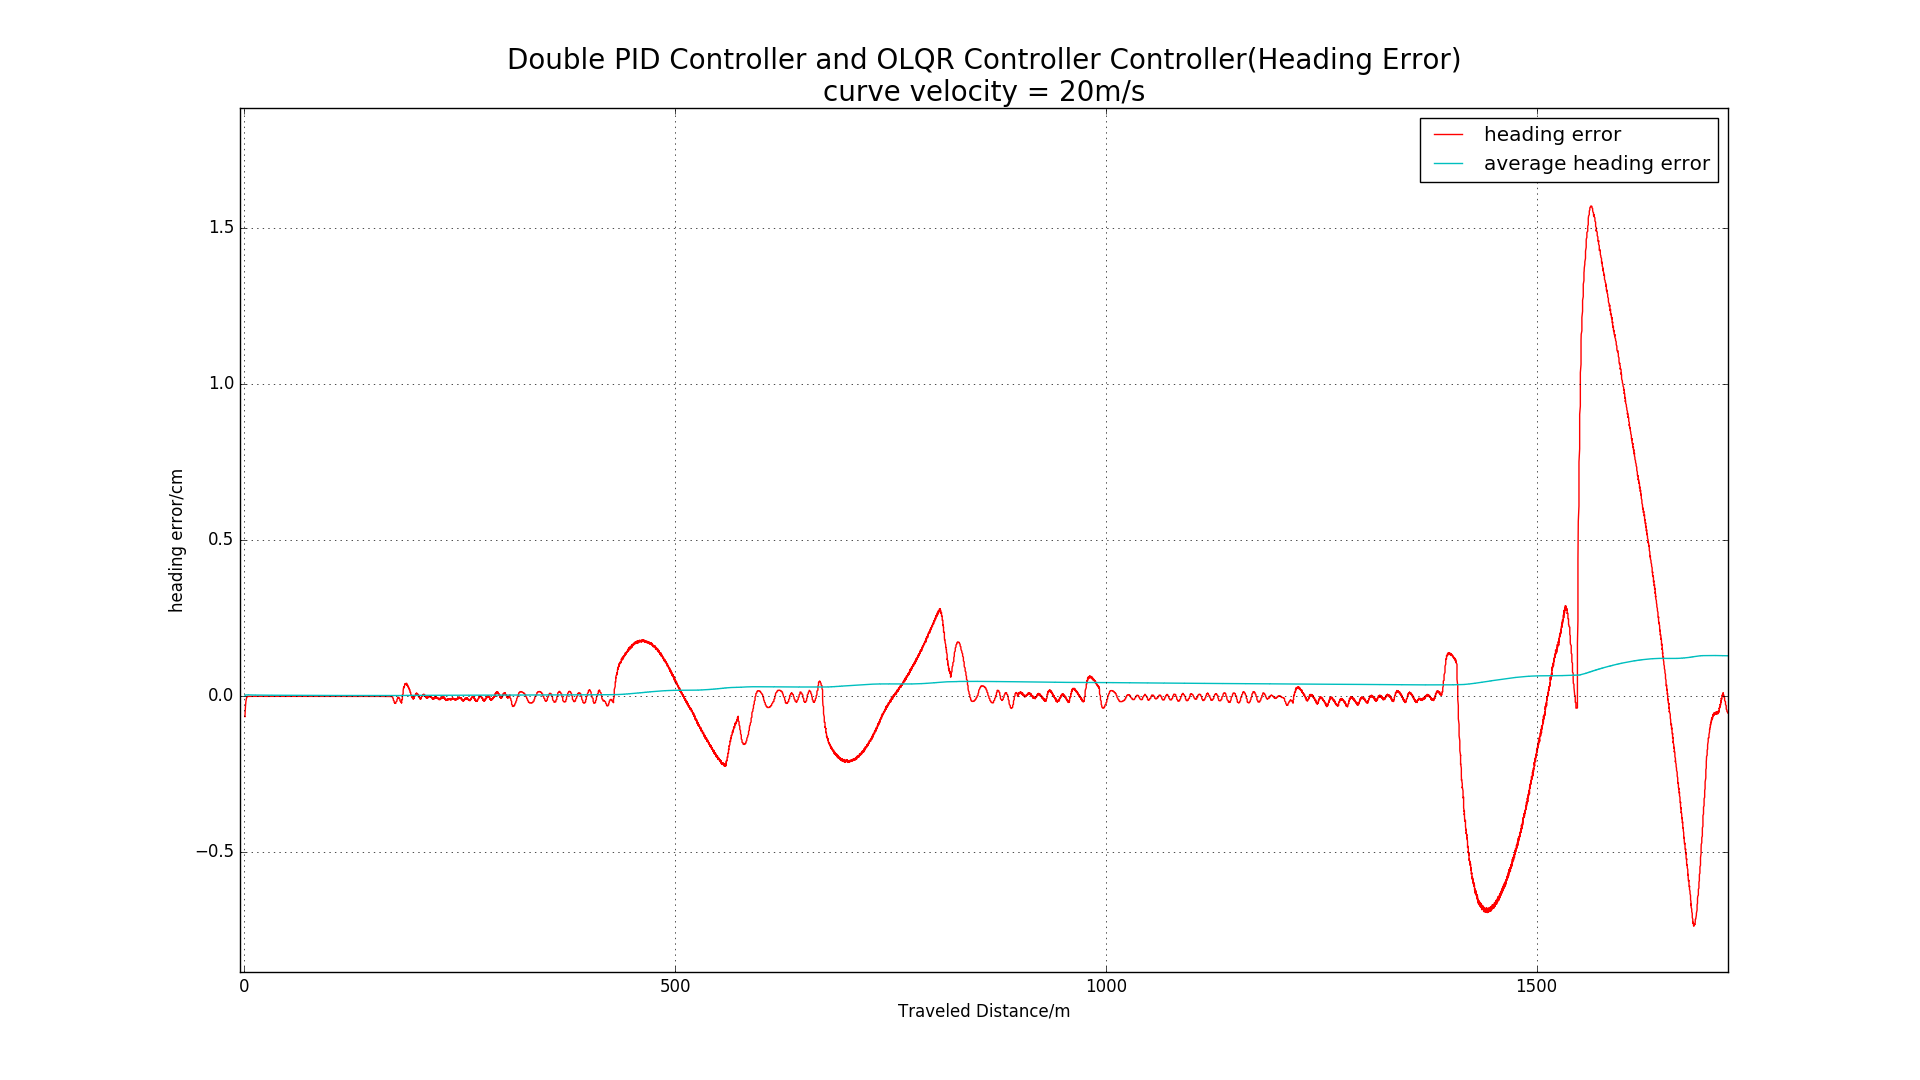 Double PID Controller and OLQR Controller Controller(Heading Error)
curve velocity = 20m/s
heading error
average heading error
1.5
1.0
0.5
0.0
−0.5
heading error/cm
0 500 1000 1500
Traveled Distance/m